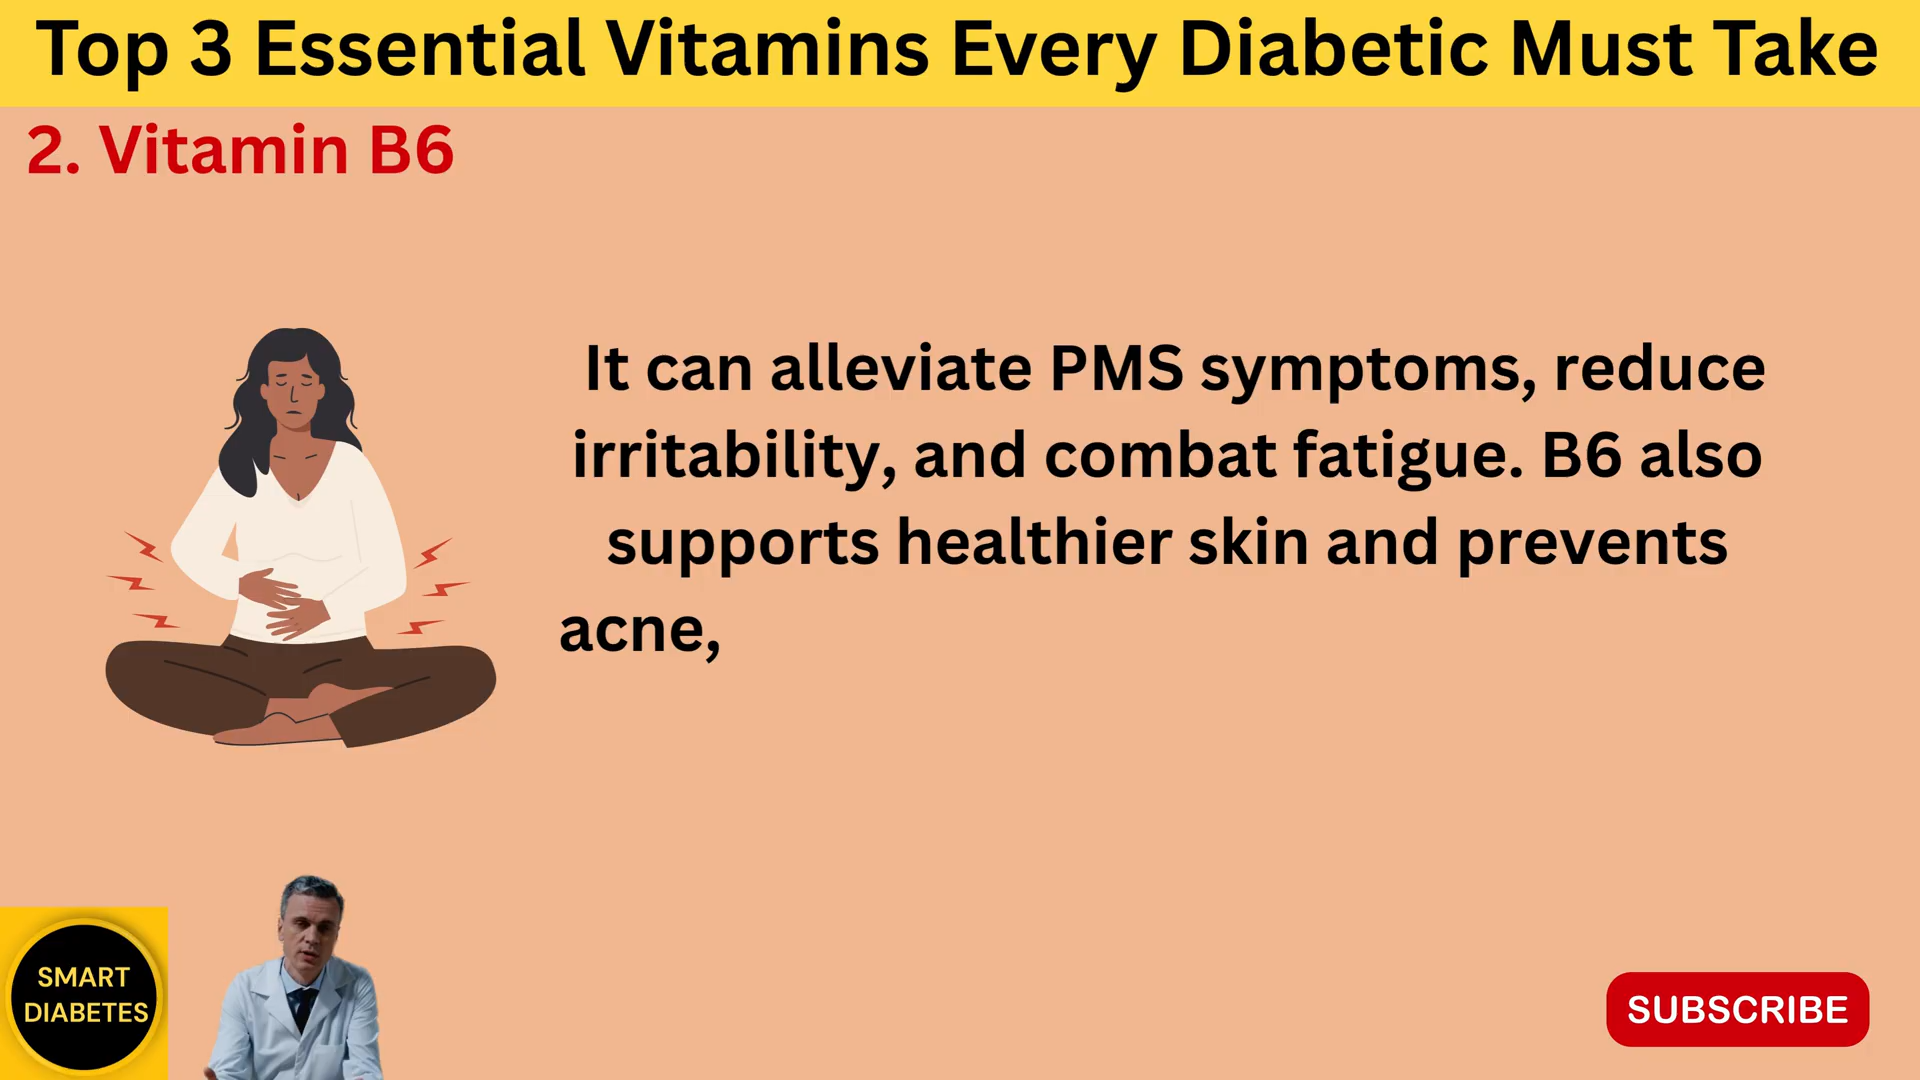 Top 3 Essential Vitamins Every Diabetic Must Take
2. Vitamin B6
It can alleviate PMS symptoms, reduce
irritability, and combat fatigue. B6 also
supports healthier skin and prevents
acne,
SMART
DIABETES
SUBSCRIBE